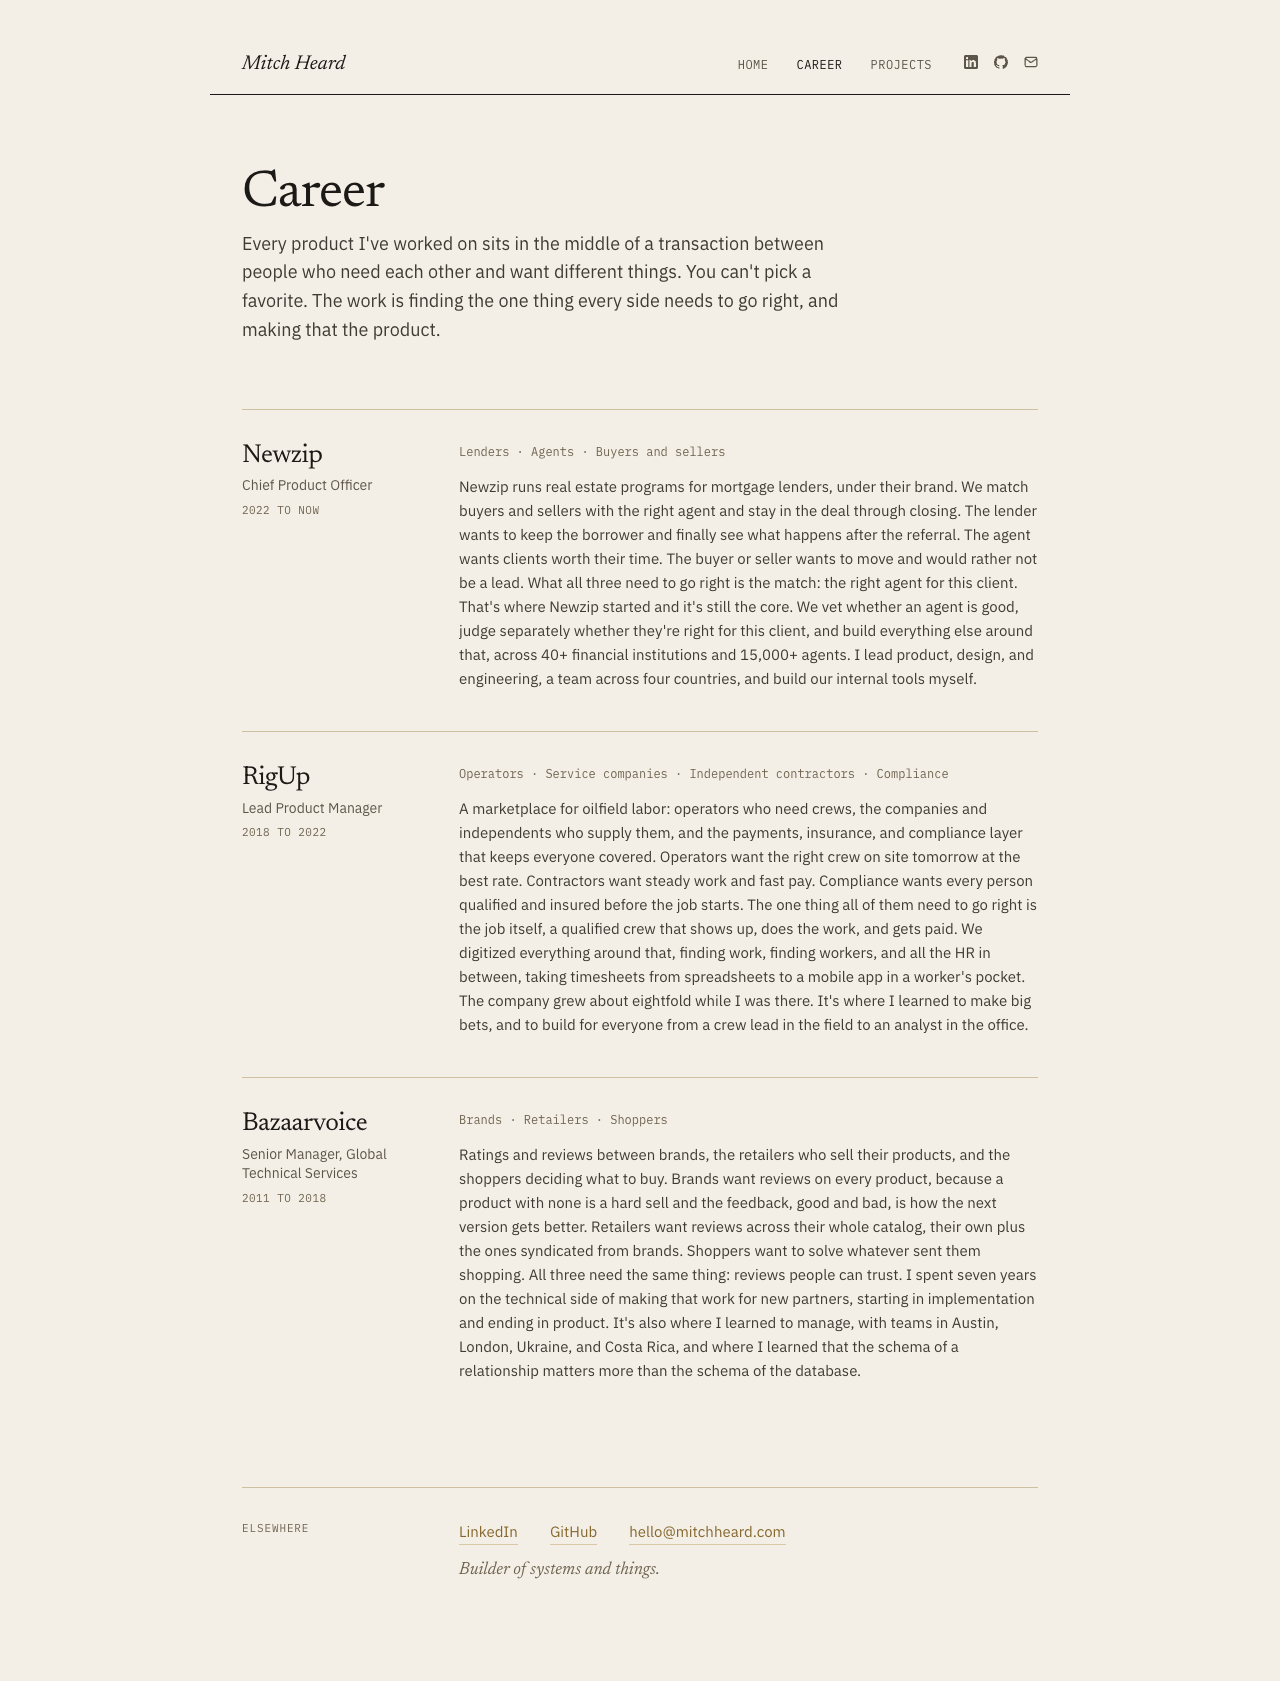 Mitch Heard
HOME CAREER PROJECTS
Career
Every product I've worked on sits in the middle of a transaction between
people who need each other and want different things. You can't pick a
favorite. The work is finding the one thing every side needs to go right, and
making that the product.
Newzip
Chief Product Officer
2022 TO NOW
Lenders · Agents · Buyers and sellers
Newzip runs real estate programs for mortgage lenders, under their brand. We match
buyers and sellers with the right agent and stay in the deal through closing. The lender
wants to keep the borrower and finally see what happens after the referral. The agent
wants clients worth their time. The buyer or seller wants to move and would rather not
be a lead. What all three need to go right is the match: the right agent for this client.
That's where Newzip started and it's still the core. We vet whether an agent is good,
judge separately whether they're right for this client, and build everything else around
that, across 40+ financial institutions and 15,000+ agents. I lead product, design, and
engineering, a team across four countries, and build our internal tools myself.
RigUp
Lead Product Manager
2018 TO 2022
Operators · Service companies · Independent contractors · Compliance
A marketplace for oilfield labor: operators who need crews, the companies and
independents who supply them, and the payments, insurance, and compliance layer
that keeps everyone covered. Operators want the right crew on site tomorrow at the
best rate. Contractors want steady work and fast pay. Compliance wants every person
qualified and insured before the job starts. The one thing all of them need to go right is
the job itself, a qualified crew that shows up, does the work, and gets paid. We
digitized everything around that, finding work, finding workers, and all the HR in
between, taking timesheets from spreadsheets to a mobile app in a worker's pocket.
The company grew about eightfold while I was there. It's where I learned to make big
bets, and to build for everyone from a crew lead in the field to an analyst in the office.
Bazaarvoice
Senior Manager, Global
Technical Services
2011 TO 2018
Brands · Retailers · Shoppers
Ratings and reviews between brands, the retailers who sell their products, and the
shoppers deciding what to buy. Brands want reviews on every product, because a
product with none is a hard sell and the feedback, good and bad, is how the next
version gets better. Retailers want reviews across their whole catalog, their own plus
the ones syndicated from brands. Shoppers want to solve whatever sent them
shopping. All three need the same thing: reviews people can trust. I spent seven years
on the technical side of making that work for new partners, starting in implementation
and ending in product. It's also where I learned to manage, with teams in Austin,
London, Ukraine, and Costa Rica, and where I learned that the schema of a
relationship matters more than the schema of the database.
ELSEWHERE
LinkedIn GitHub hello@mitchheard.com
Builder of systems and things.